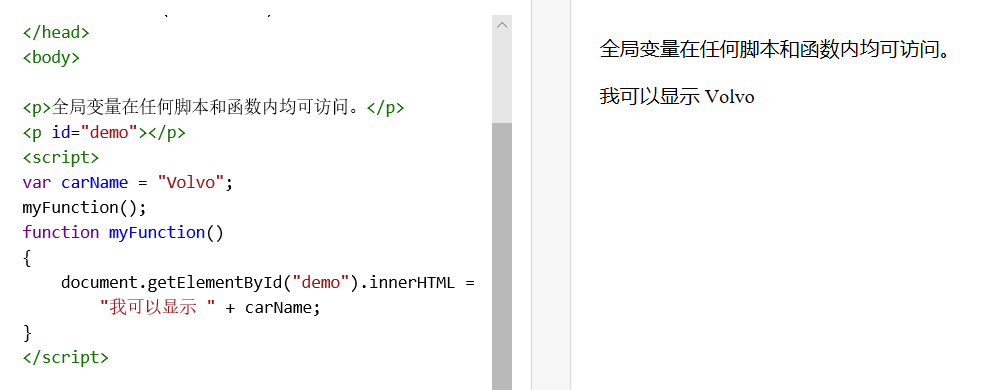 </head>
<body>
<p>全局变量在任何脚本和函数内均可访问。</p>
<p id="demo"></p>
<script>
var carName = "Volvo";
myFunction();
function myFunction()
{
    document.getElementById("demo").innerHTML =
        "我可以显示 " + carName;
}
</script>
全局变量在任何脚本和函数内均可访问。
我可以显示 Volvo